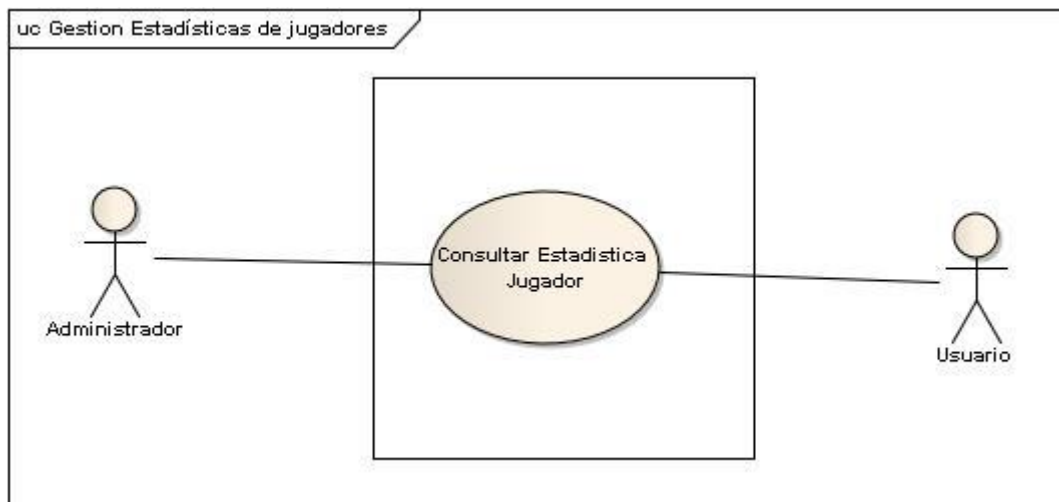 uc Gestion Estadísticas de jugadores
Consultar Estadistica
Jugador
Administrador
Usuario